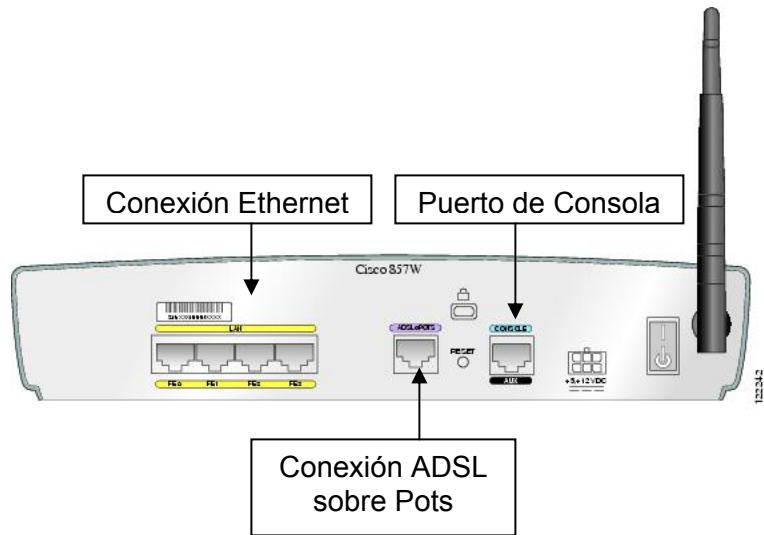 Conexión Ethernet
Puerto de Consola
Cisco 857W
LAN
ADSLoPOTS
CONSOLE
RESET
FE0 FE1 FE2 FE3
AUX
+5,+12 VDC
122242
Conexión ADSL
sobre Pots